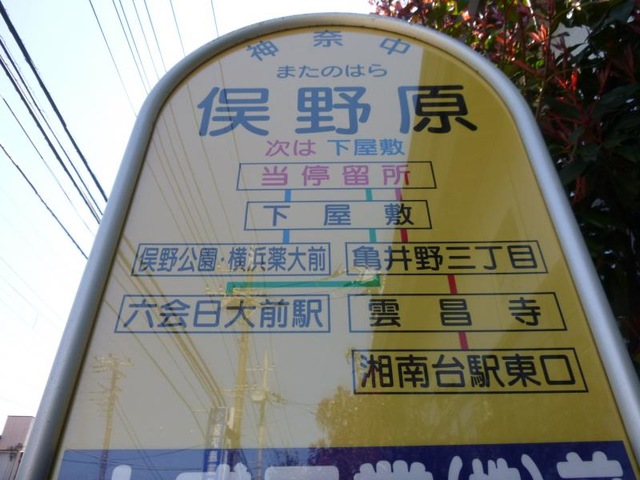 神奈中
またのはら
俣野原
次は 下屋敷
当停留所
下屋敷
俣野公園・横浜薬大前 亀井野三丁目
六会日大前駅 雲昌寺
湘南台駅東口